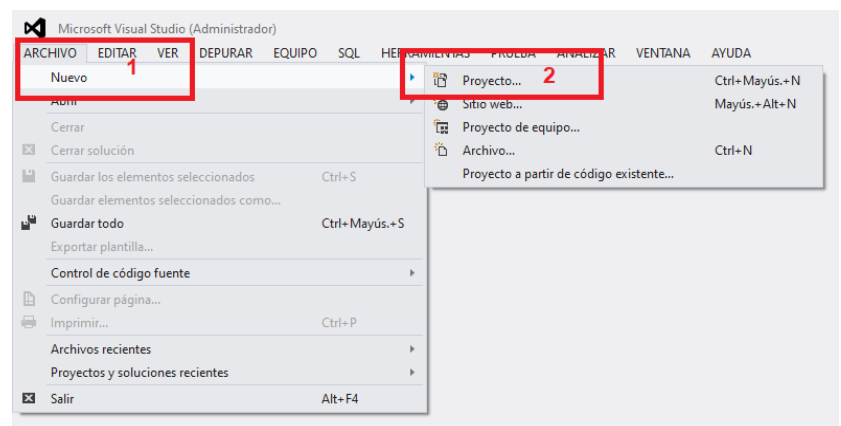 Microsoft Visual Studio (Administrador)
ARCHIVO EDITAR VER DEPURAR EQUIPO SQL HERRAMIENTAS PRUEBA ANALIZAR VENTANA AYUDA
1
Nuevo
Abrir
Cerrar
Cerrar solución
Guardar los elementos seleccionados Ctrl+S
Guardar elementos seleccionados como...
Guardar todo Ctrl+Mayús.+S
Exportar plantilla...
Control de código fuente
Configurar página...
Imprimir... Ctrl+P
Archivos recientes
Proyectos y soluciones recientes
Salir Alt+F4
Proyecto... 2 Ctrl+Mayús.+N
Sitio web... Mayús.+Alt+N
Proyecto de equipo...
Archivo... Ctrl+N
Proyecto a partir de código existente...